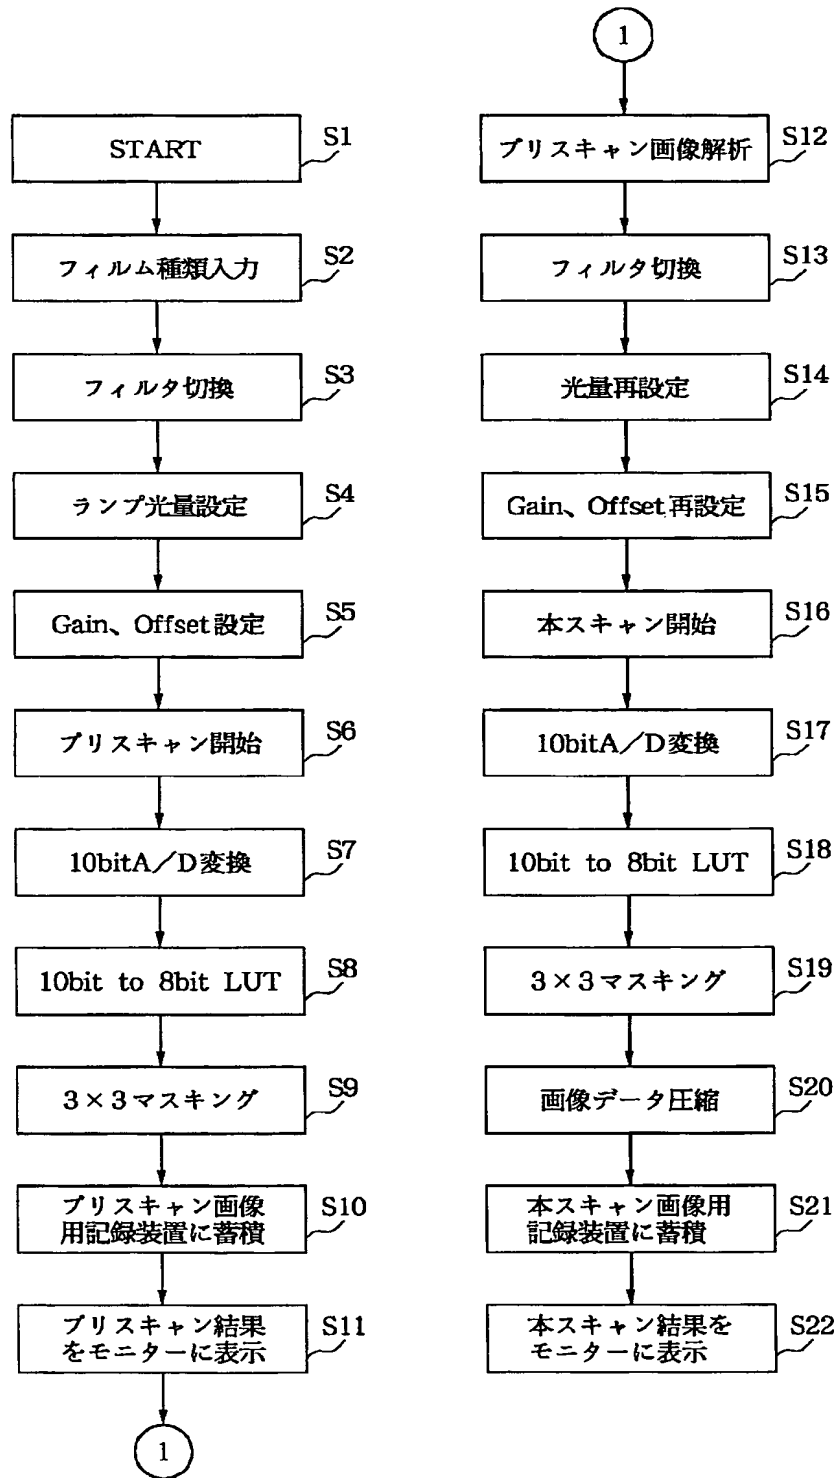 START
S1
フィルム種類入力
S2
フィルタ切換
S3
ランプ光量設定
S4
Gain、Offset設定
S5
プリスキャン開始
S6
10bitA／D変換
S7
10bit to 8bit LUT
S8
3×3マスキング
S9
プリスキャン画像
用記録装置に蓄積
S10
プリスキャン結果
をモニターに表示
S11
1
1
プリスキャン画像解析
S12
フィルタ切換
S13
光量再設定
S14
Gain、Offset再設定
S15
本スキャン開始
S16
10bitA／D変換
S17
10bit to 8bit LUT
S18
3×3マスキング
S19
画像データ圧縮
S20
本スキャン画像用
記録装置に蓄積
S21
本スキャン結果を
モニターに表示
S22